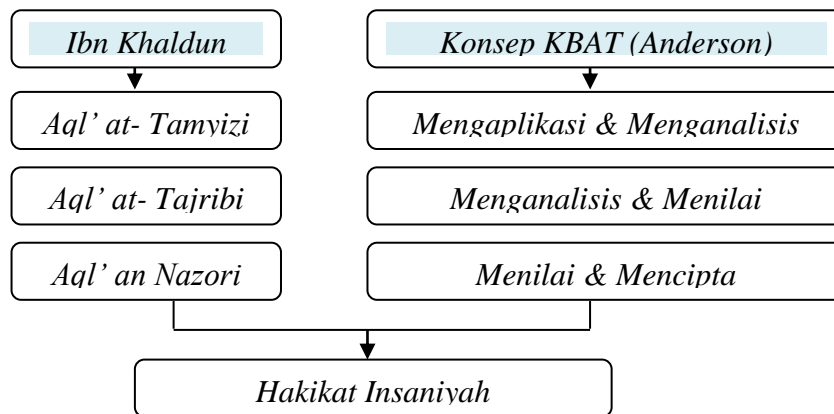 Ibn Khaldun
Konsep KBAT (Anderson)
Aql’ at- Tamyizi
Mengaplikasi & Menganalisis
Aql’ at- Tajribi
Menganalisis & Menilai
Aql’ an Nazori
Menilai & Mencipta
Hakikat Insaniyah